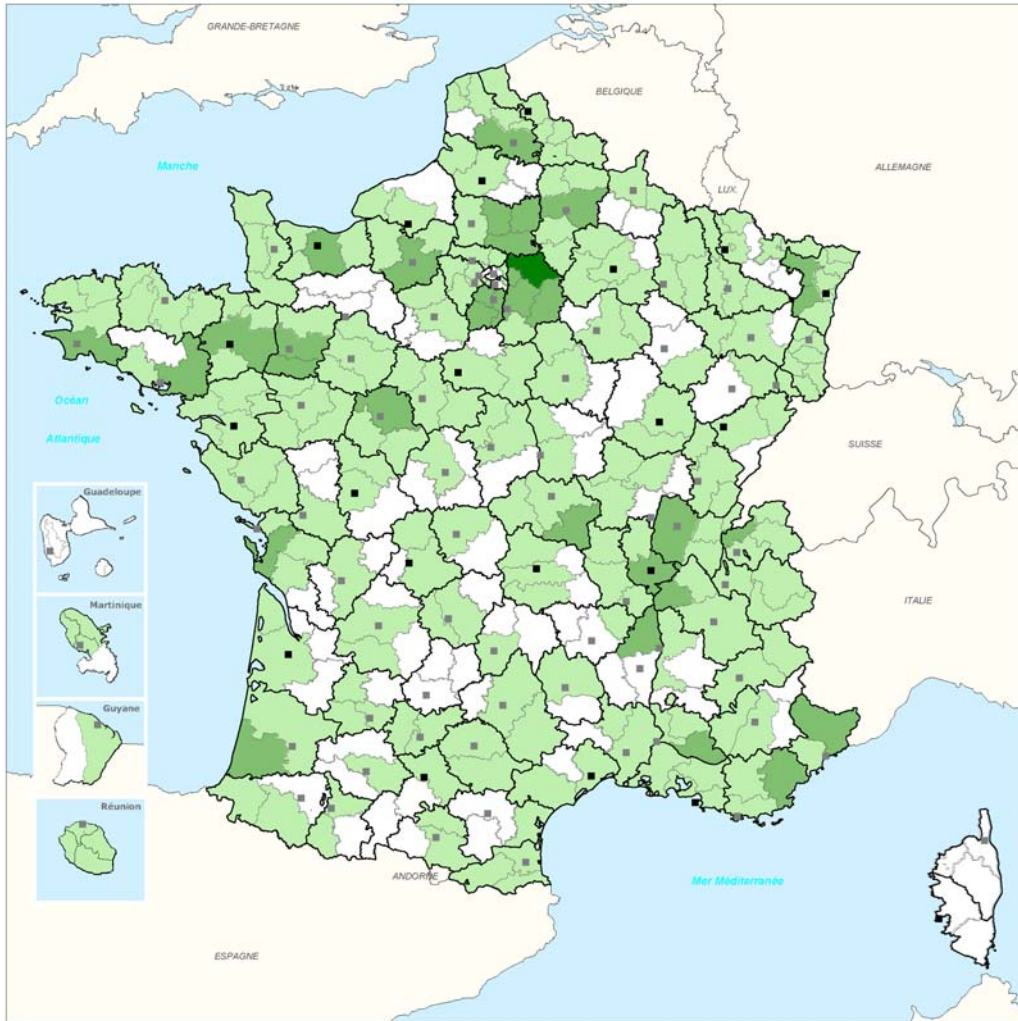 GRANDE-BRETAGNE
BELGIQUE
Manche
ALLEMAGNE
LUX.
Océan
Atlantique
SUISSE
Guadeloupe
Martinique
ITALIE
Guyane
Réunion
ANDORRE
Mer Méditerranée
ESPAGNE